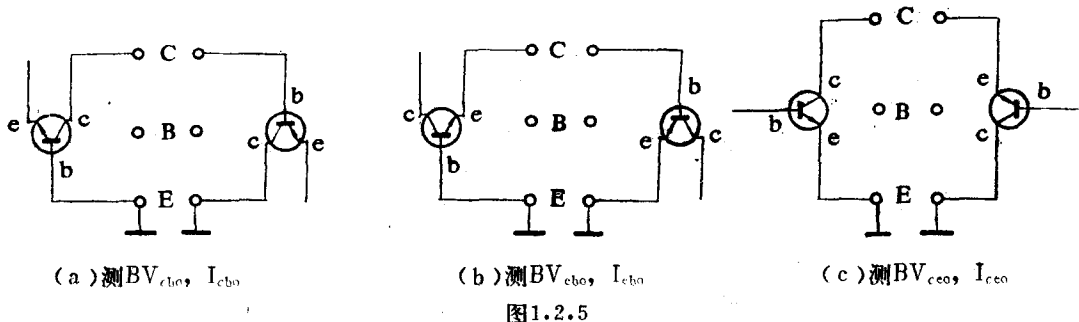 C C
c b c
b e b
e c B e c B b B b
c e e c
b b e c
E E E
(a)测BVcbo, Icbo (b)测BVebo, Iebo (c)测BVceo, Iceo
图1.2.5